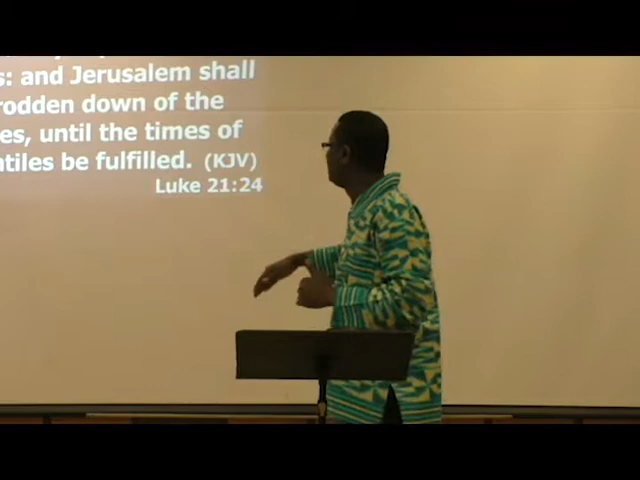 s: and Jerusalem shall
rodden down of the
es, until the times of
ntiles be fulfilled. (KJV)
Luke 21:24